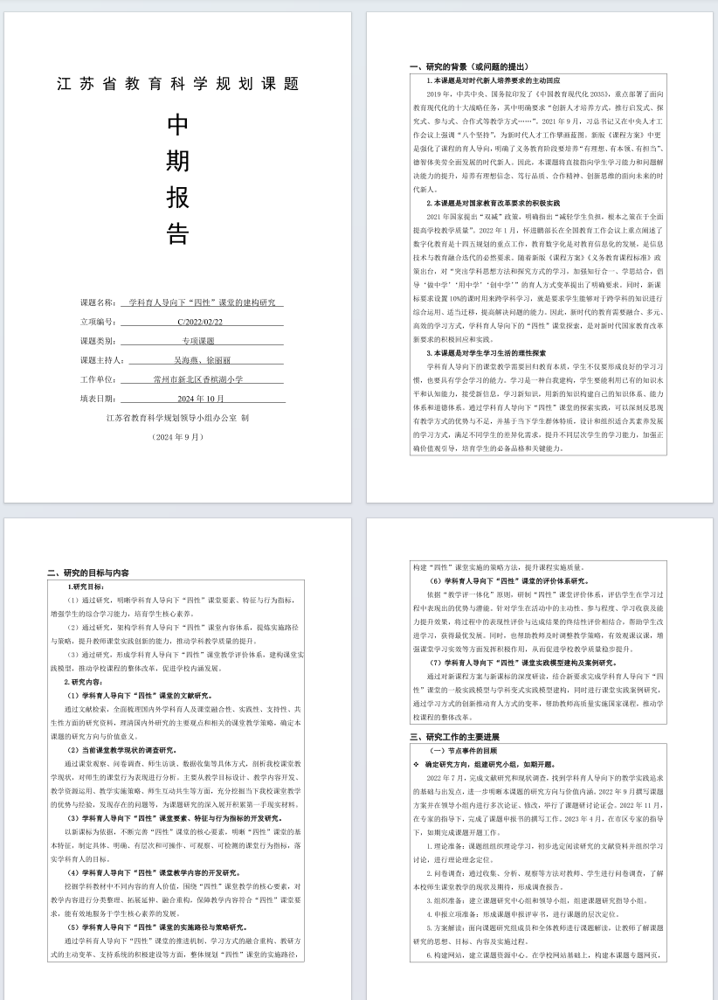 江苏省教育科学规划课题
中
期
报
告
课题名称：学科育人导向下“四性”课堂的建构研究
立项编号：C/2022/02/22
课题类别：专项课题
课题主持人：吴海燕、徐丽丽
工作单位：常州市新北区香槟湖小学
填表日期：2024 年 10 月
江苏省教育科学规划领导小组办公室 制
（2024 年 9 月）
一、研究的背景（或问题的提出）
1.本课题是对时代新人培养要求的主动回应
2019 年，中共中央、国务院印发了《中国教育现代化 2035》，重点部署了面向
教育现代化的十大战略任务，其中明确要求“创新人才培养方式，推行启发式、探
究式、参与式、合作式等教学方式……”。2021 年 9 月，习总书记又在中央人才工
作会议上强调“八个坚持”，为新时代人才工作擘画蓝图。新版《课程方案》中更
是强化了课程的育人导向，明确了义务教育阶段要培养“有理想、有本领、有担当”、
德智体美劳全面发展的时代新人。因此，本课题将直接指向学生学习能力和问题解
决能力的提升，培养有理想信念、笃行品质、合作精神、创新思维的面向未来的时
代新人。
2.本课题是对国家教育改革要求的积极实践
2021 年国家提出“双减”政策，明确指出“减轻学生负担，根本之策在于全面
提高学校教学质量”。2022 年 1 月，怀进鹏部长在全国教育工作会议上重点阐述了
数字化教育是十四五规划的重点工作，教育数字化是对教育信息化的发展，是信息
技术与教育融合迭代的必然要求。随着新版《课程方案》《义务教育课程标准》政
策出台，对“突出学科思想方法和探究方式的学习，加强知行合一、学思结合，倡
导‘做中学’‘用中学’‘创中学’”的育人方式变革提出了明确要求。同时，新课
标要求设置 10%的课时用来跨学科学习，就是要求学生能够对于跨学科的知识进行
综合运用、适当迁移，提高解决问题的能力。因此，新时代的教育需要融合、多元、
高效的学习方式，学科育人导向下的“四性”课堂探索，是对新时代国家教育改革
新要求的积极回应和实践。
3.本课题是对学生学习生活的理性探索
学科育人导向下的课堂教学需要回归教育本质，学生不仅要形成良好的学习习
惯，也要具有学会学习的能力。学习是一种自我建构，学生要能利用已有的知识水
平和认知能力，接受新信息，学习新知识，用新的知识构建自己的知识体系、能力
体系和道德体系。通过学科育人导向下“四性”课堂的探索实践，可以深刻反思现
有教学方式的优势与不足，并基于当下学生群体特质，设计和组织适合其素养发展
的学习方式，满足不同学生的差异化需求，提升不同层次学生的学习能力，加强正
确价值观引导，培育学生的必备品格和关键能力。
二、研究的目标与内容
1.研究目标：
（1）通过研究，明晰学科育人导向下“四性”课堂要素、特征与行为指标，
增强学生的综合学习能力，培育学生核心素养。
（2）通过研究，架构学科育人导向下“四性”课堂内容体系，提炼实施路径
与策略，提升教师课堂实践创新的能力，推动学科教学质量的提升。
（3）通过研究，形成学科育人导向下“四性”课堂教学评价体系，建构课堂实
践模型，推动学校课程的整体改革，促进学校内涵发展。
2.研究内容：
（1）学科育人导向下“四性”课堂的文献研究。
通过文献检索，全面梳理国内外学科育人及课堂融合性、实践性、支持性、共
生性方面的研究资料，理清国内外研究的主要观点和相关的课堂教学策略，确定本
课题的研究方向与价值意义。
（2）当前课堂教学现状的调查研究。
通过课堂观察、问卷调查、师生访谈、数据收集等具体方式，剖析我校课堂教
学现状，对师生的课堂行为表现进行分析。主要从教学目标设计、教学内容开发、
教学资源运用、教学实施策略、师生互动共生等方面，充分挖掘当下我校课堂教学
的优势与经验，发现存在的问题等，为课题研究的深入展开积累第一手现实材料。
（3）学科育人导向下“四性”课堂要素、特征与行为指标的开发研究。
以新课标为依据，不断完善“四性”课堂的核心要素，明晰“四性”课堂的基
本特征，制定具体、明确、有层次和可操作、可观察、可检测的课堂行为指标，落
实学科育人的目标。
（4）学科育人导向下“四性”课堂教学内容的开发研究。
挖掘学科教材中不同内容的育人价值，围绕“四性”课堂教学的核心要素，对
教学内容进行分类整理、拓展延伸、融合重构，保障教学内容符合“四性”课堂要
求，能有效地服务于学生核心素养的发展。
（5）学科育人导向下“四性”课堂的实施路径与策略研究。
通过学科育人导向下“四性”课堂的推进机制、学习方式的融合重构、教研方
式的主动变革、支持系统的积极建设等方面，整体规划“四性”课堂的实施路径，
构建“四性”课堂实施的策略方法，提升课程实施质量。
（6）学科育人导向下“四性”课堂的评价体系研究。
依据“教学评一体化”原则，研制“四性”课堂评价体系，评估学生在学习过
程中表现出的优势与潜能。针对学生在活动中的主动性、参与程度、学习收获及能
力提升效果，将过程中的表现性评价与达成结果的终结性评价相结合，帮助学生改
进学习，获得最优发展。同时，也帮助教师及时调整教学策略，有效观课议课，增
强课堂学习实效等方面发挥积极作用，从而促进学校教学质量稳步提升。
（7）学科育人导向下“四性”课堂实践模型建构及案例研究。
通过对新课程方案与新课标的深度研读，结合新要求完成学科育人导向下“四
性”课堂的一般实践模型与学科变式实践模型建构，同时进行课堂实践案例研究，
通过学习方式的创新推动育人方式的变革，帮助教师高质量实施国家课程，推动学
校课程的整体改革。
三、研究工作的主要进展
（一）节点事件的回顾
❖ 确定研究方向，组建研究小组，如期开题。
2022 年 7 月，完成文献研究和现状调查，找到学科育人导向下的教学实践追求
的基础与出发点，进一步明晰本课题的研究方向与价值内涵。2022 年 9 月撰写课题
方案并在领导小组内进行多次论证、修改，举行了课题研讨论证会。2022 年 11 月，
在专家的指导下，完成了课题申报书的撰写工作。2023 年 4 月，在市区专家的指导
下，如期完成课题开题工作。
1.理论准备：课题组组织理论学习，初步选定阅读研究的文献资料并组织学习
讨论，进行理论理念定位。
2.问卷调查：通过收集、分析、观察等方法对教师、学生进行问卷调查，了解
本校师生课堂教学的现状及期待，形成调查报告。
3.组织准备：建立课题研究中心组和领导小组，组建课题研究指导小组。
4.申报立项准备：形成课题申报评审书，进行课题的层次定位。
5.方案解读：面向课题研究组成员和全体教师进行课题解读，让教师了解课题
研究的思想、目标、内容及实施过程。
6.构建网站，建立课题资源中心。在学校网站基础上，构建本课题专题网页，